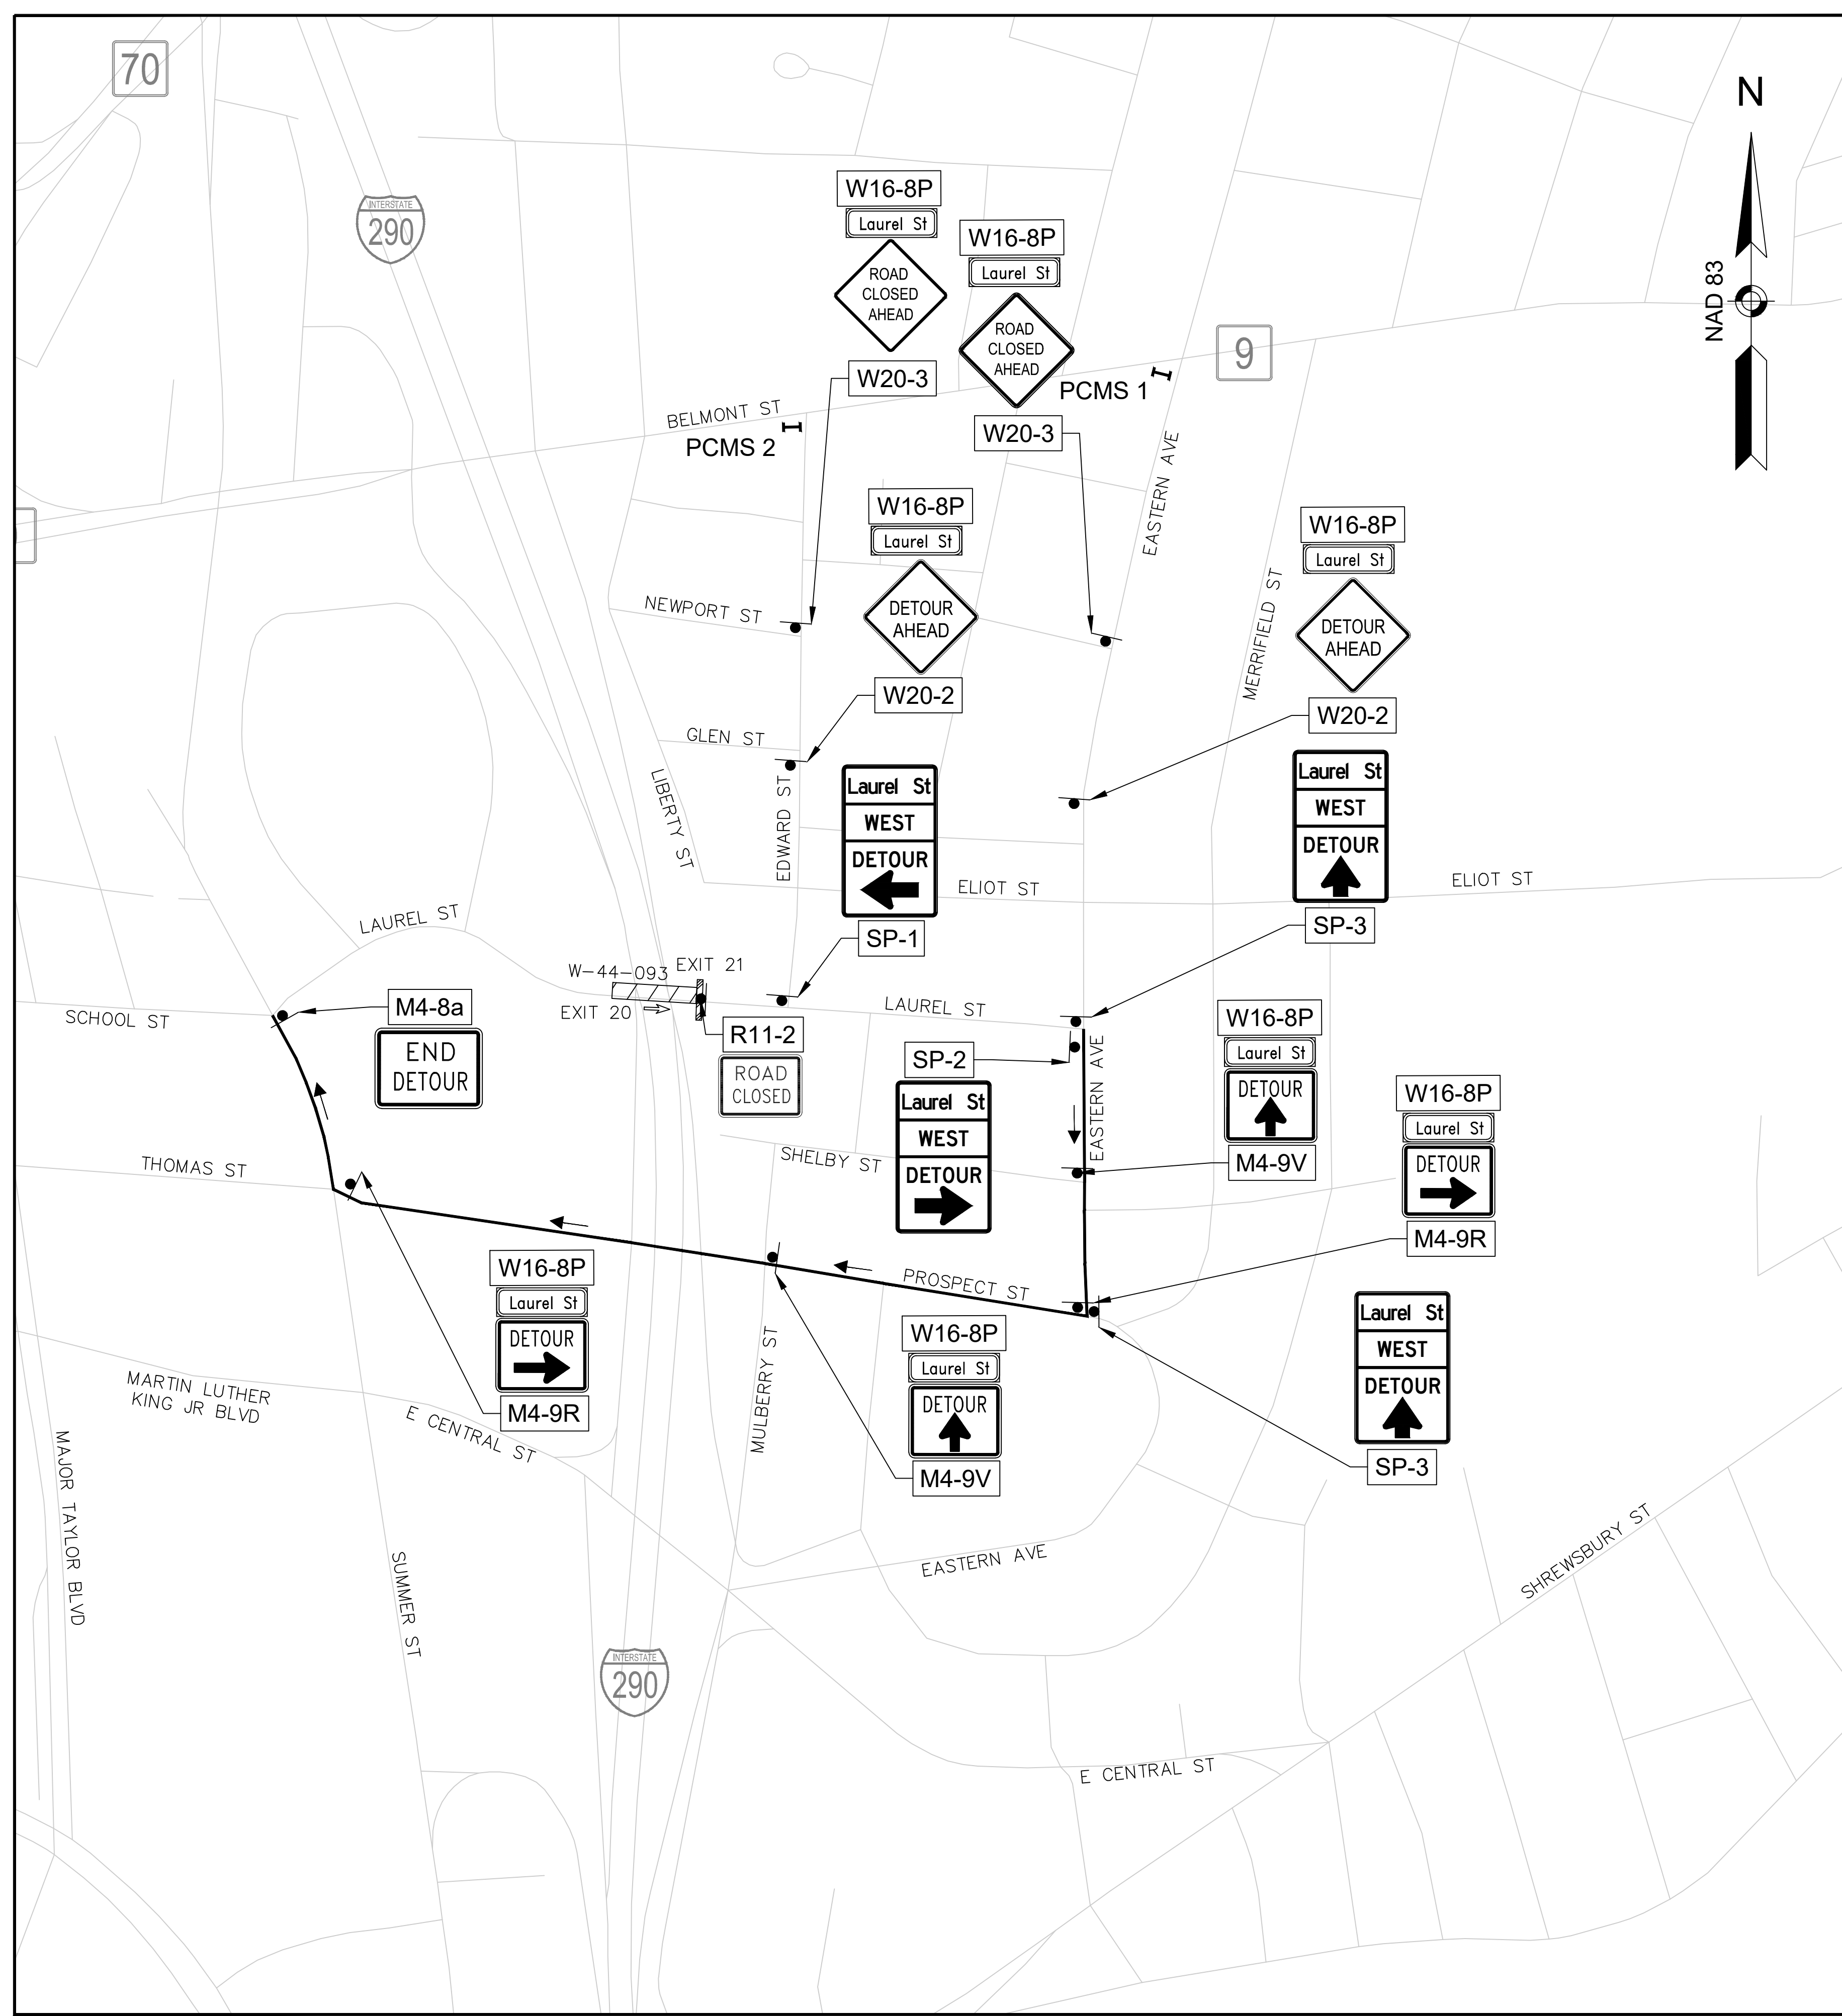 70
N
INTERSTATE
290
W16-8P
Laurel St
ROAD
CLOSED
AHEAD
W20-3
W16-8P
Laurel St
ROAD
CLOSED
AHEAD
W20-3
PCMS 1
9
NAD 83
BELMONT ST
PCMS 2
EASTERN AVE
W16-8P
Laurel St
DETOUR
AHEAD
W20-2
W16-8P
Laurel St
DETOUR
AHEAD
W20-2
NEWPORT ST
MERRIFIELD ST
GLEN ST
LIBERTY ST
EDWARD ST
Laurel St
WEST
DETOUR
SP-1
ELIOT ST
Laurel St
WEST
DETOUR
SP-3
ELIOT ST
LAUREL ST
W-44-093
EXIT 21
EXIT 20
LAUREL ST
R11-2
ROAD
CLOSED
M4-8a
END
DETOUR
SCHOOL ST
SP-2
Laurel St
WEST
DETOUR
EASTERN AVE
W16-8P
Laurel St
DETOUR
M4-9V
W16-8P
Laurel St
DETOUR
M4-9R
THOMAS ST
SHELBY ST
PROSPECT ST
W16-8P
Laurel St
DETOUR
M4-9R
W16-8P
Laurel St
DETOUR
M4-9V
Laurel St
WEST
DETOUR
SP-3
MARTIN LUTHER
KING JR BLVD
E CENTRAL ST
MULBERRY ST
MAJOR TAYLOR BLVD
SUMMER ST
EASTERN AVE
SHREWSBURY ST
INTERSTATE
290
E CENTRAL ST